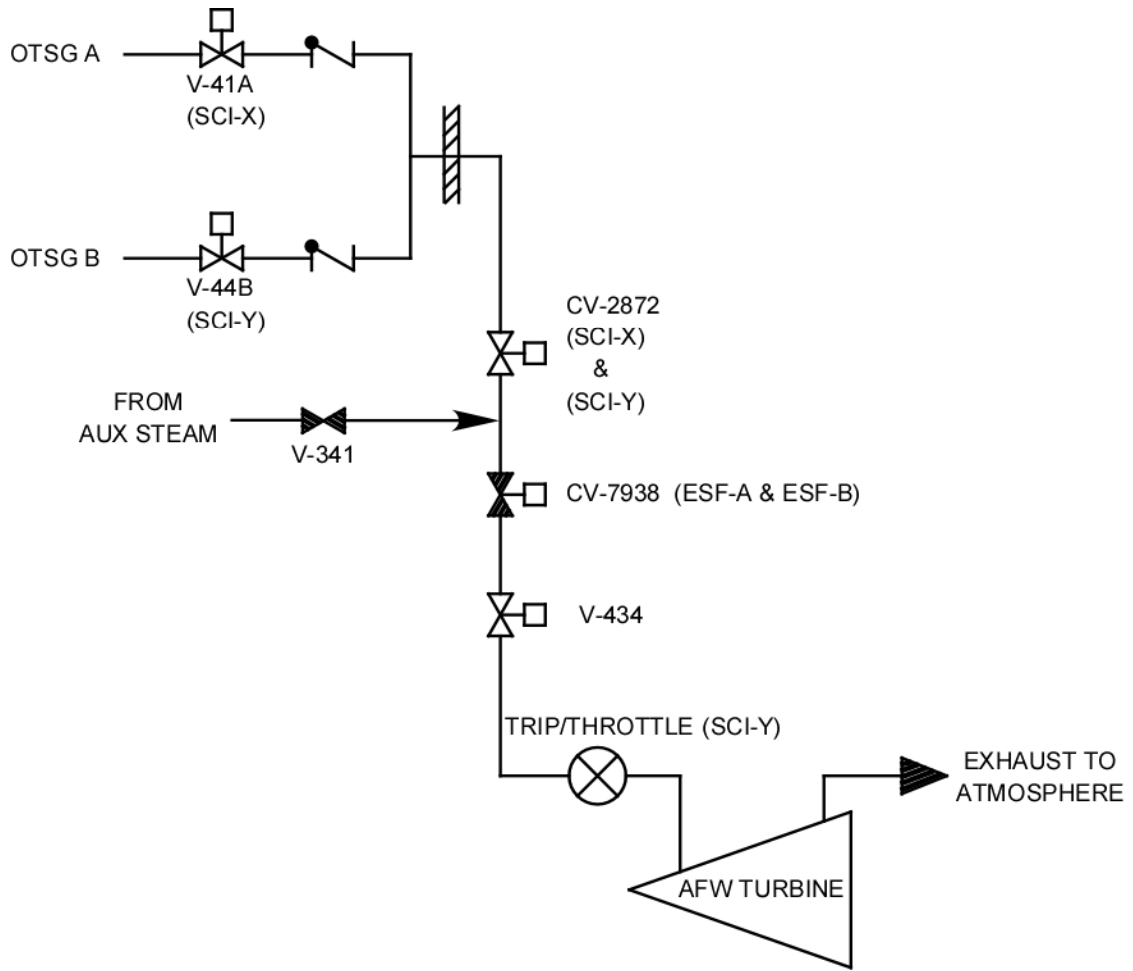 OTSG A
V-41A
(SCI-X)
OTSG B
V-44B
(SCI-Y)
CV-2872
(SCI-X)
&
(SCI-Y)
FROM
AUX STEAM
V-341
CV-7938 (ESF-A & ESF-B)
V-434
TRIP/THROTTLE (SCI-Y)
EXHAUST TO
ATMOSPHERE
AFW TURBINE